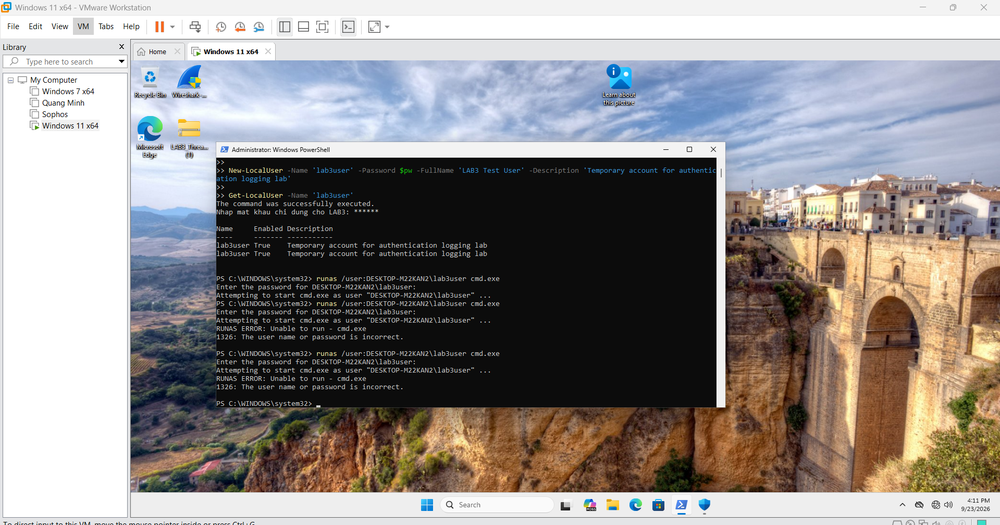 Windows 11 x64 - VMware Workstation
File Edit View VM Tabs Help
Library
Type here to search
My Computer
Windows 7 x64
Quang Minh
Sophos
Windows 11 x64
Home
Windows 11 x64
Recycle Bin
Wireshark-...
Learn about
this picture
Microsoft
Edge
LAB3_Threa...
(1)
Administrator: Windows PowerShell
>>
>> New-LocalUser -Name 'lab3user' -Password $pw -FullName 'LAB3 Test User' -Description 'Temporary account for authentic
ation logging lab'
>>
>> Get-LocalUser -Name 'lab3user'
The command was successfully executed.
Nhap mat khau chi dung cho LAB3: ******
Name Enabled Description
---- ------- -----------
lab3user True Temporary account for authentication logging lab
lab3user True Temporary account for authentication logging lab
PS C:\WINDOWS\system32> runas /user:DESKTOP-M22KAN2\lab3user cmd.exe
Enter the password for DESKTOP-M22KAN2\lab3user:
Attempting to start cmd.exe as user "DESKTOP-M22KAN2\lab3user" ...
PS C:\WINDOWS\system32> runas /user:DESKTOP-M22KAN2\lab3user cmd.exe
Enter the password for DESKTOP-M22KAN2\lab3user:
Attempting to start cmd.exe as user "DESKTOP-M22KAN2\lab3user" ...
RUNAS ERROR: Unable to run - cmd.exe
1326: The user name or password is incorrect.
PS C:\WINDOWS\system32> runas /user:DESKTOP-M22KAN2\lab3user cmd.exe
Enter the password for DESKTOP-M22KAN2\lab3user:
Attempting to start cmd.exe as user "DESKTOP-M22KAN2\lab3user" ...
RUNAS ERROR: Unable to run - cmd.exe
1326: The user name or password is incorrect.
PS C:\WINDOWS\system32>
Search
M365
4:11 PM
9/23/2026
To direct input to this VM, move the mouse pointer inside or press Ctrl+G.